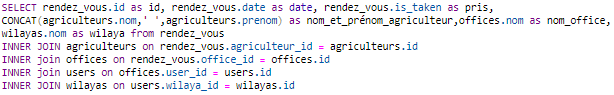 SELECT rendez_vous.id as id, rendez_vous.date as date, rendez_vous.is_taken as pris,
CONCAT(agriculteurs.nom,' ',agriculteurs.prenom) as nom_et_prénom_agriculteur,offices.nom as nom_office,
wilayas.nom as wilaya from rendez_vous
INNER JOIN agriculteurs on rendez_vous.agriculteur_id = agriculteurs.id
INNER join offices on rendez_vous.office_id = offices.id
INNER join users on offices.user_id = users.id
INNER JOIN wilayas on users.wilaya_id = wilayas.id